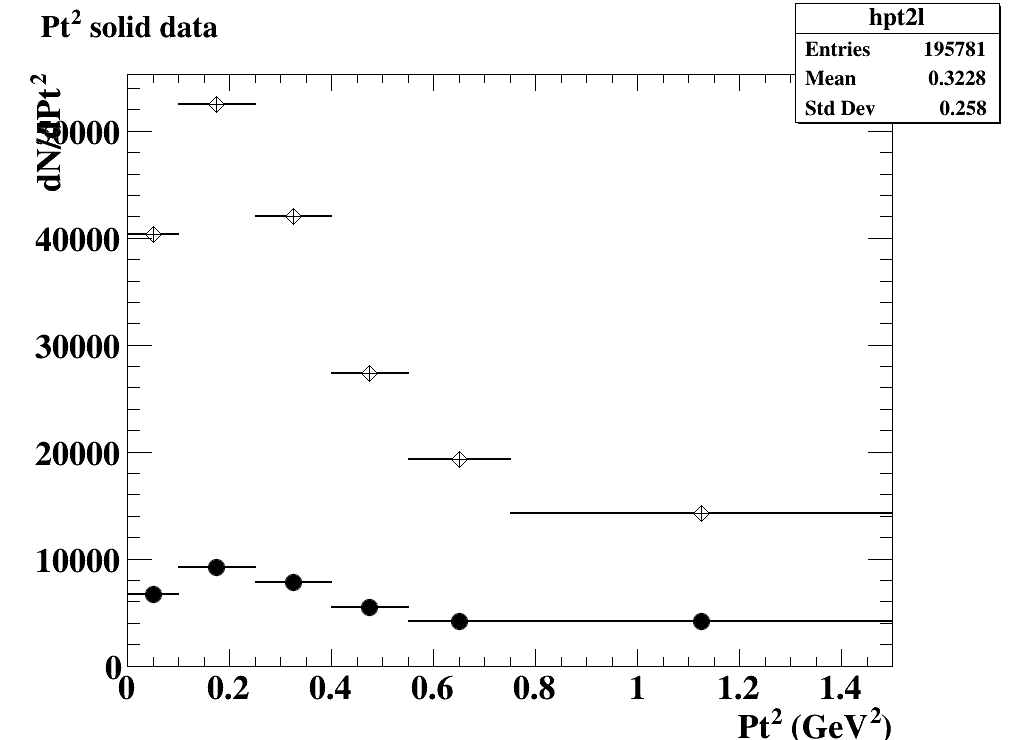 Pt² solid data
hpt2l
Entries 195781
Mean 0.3228
Std Dev 0.258
dN/dPt²
50000
40000
30000
20000
10000
0
0 0.2 0.4 0.6 0.8 1 1.2 1.4
Pt² (GeV²)